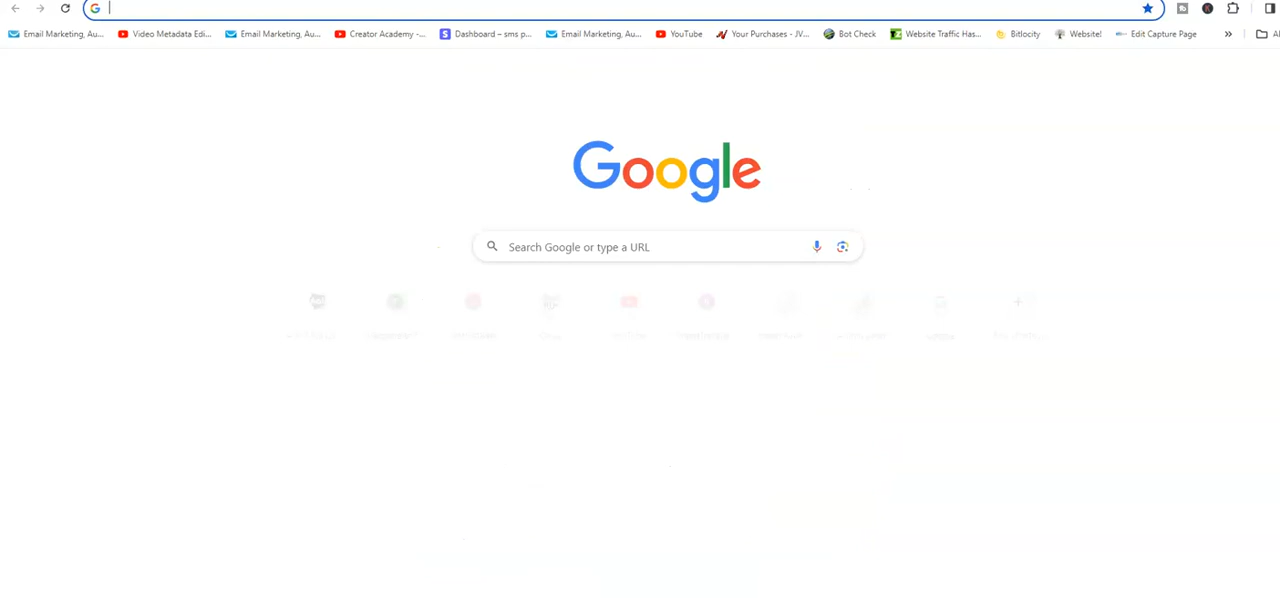 Email Marketing, Au... Video Metadata Edi... Email Marketing, Au... Creator Academy -... Dashboard – sms p... Email Marketing, Au... YouTube Your Purchases - JV... Bot Check Website Traffic Has... Bitlocity Website! Edit Capture Page »
Google
Search Google or type a URL
YouTube